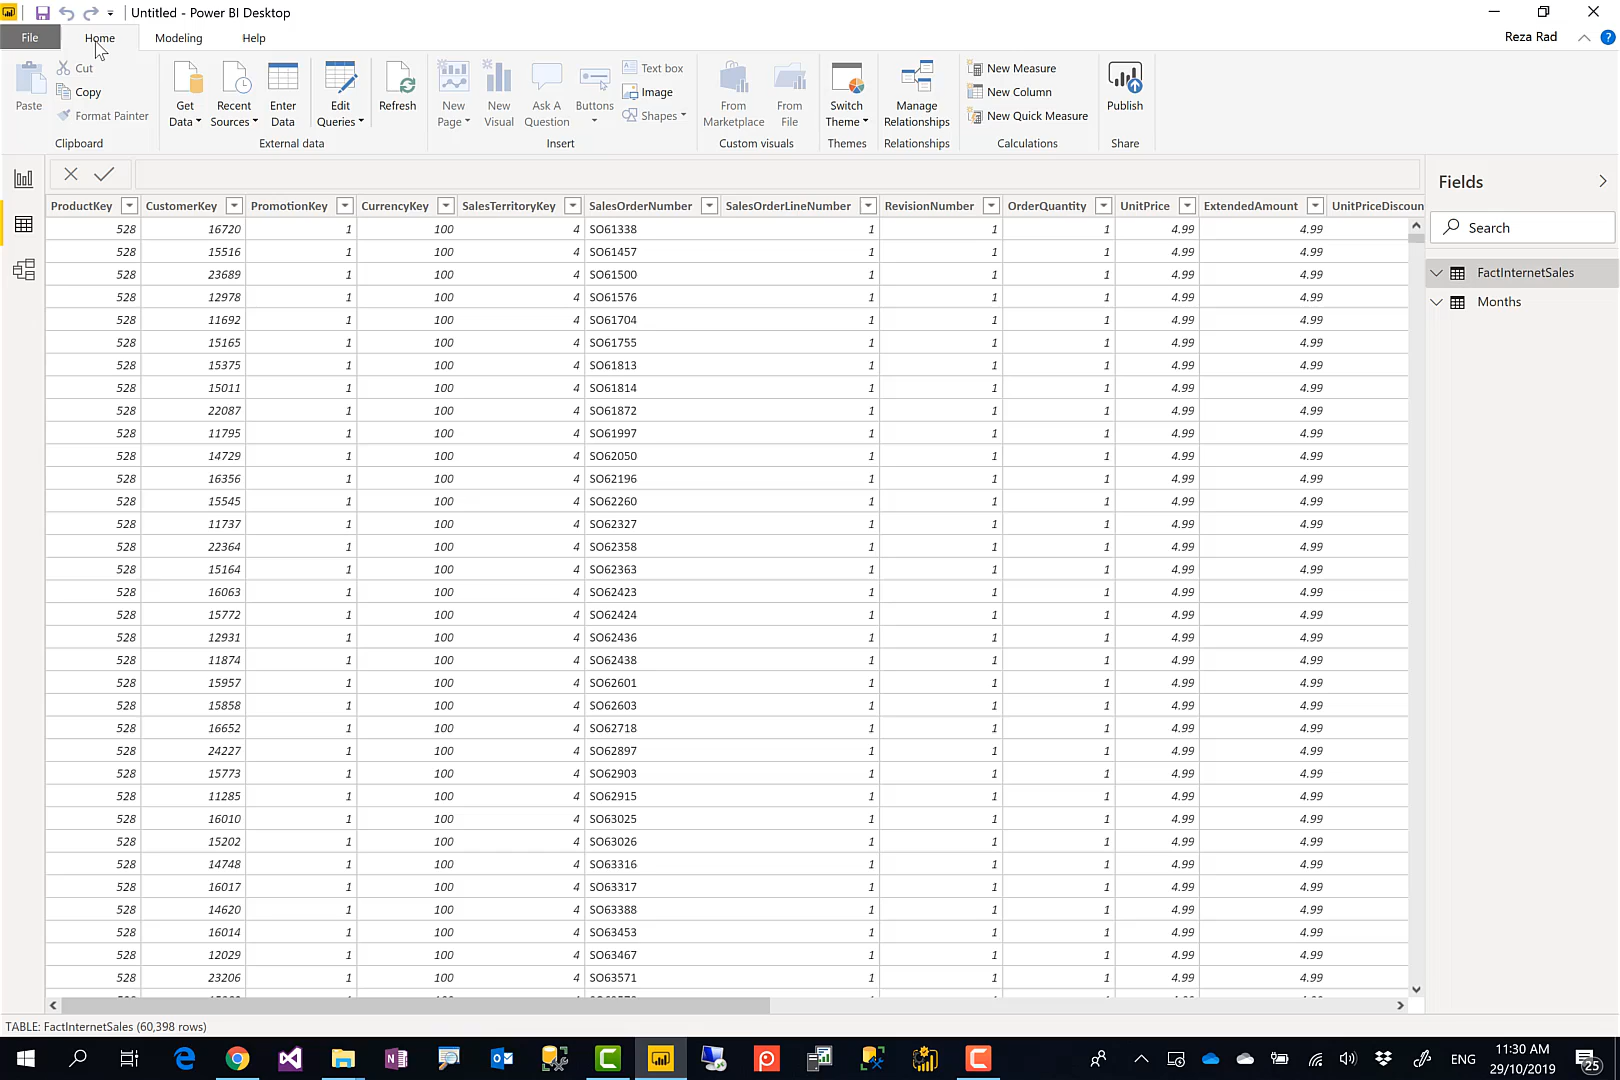 Untitled - Power BI Desktop
File Home Modeling Help Reza Rad
Paste Cut Copy Format Painter
Clipboard
Get Data Recent Sources Enter Data Edit Queries Refresh
External data
New Page New Visual Ask A Question Buttons Text box Image Shapes
Insert
From Marketplace From File
Custom visuals
Switch Theme
Themes
Manage Relationships
Relationships
New Measure
New Column
New Quick Measure
Calculations
Publish
Share
ProductKey CustomerKey PromotionKey CurrencyKey SalesTerritoryKey SalesOrderNumber SalesOrderLineNumber RevisionNumber OrderQuantity UnitPrice ExtendedAmount UnitPriceDiscoun
528 16720 1 100 4 SO61338 1 1 1 4.99 4.99
528 15516 1 100 4 SO61457 1 1 1 4.99 4.99
528 23689 1 100 4 SO61500 1 1 1 4.99 4.99
528 12978 1 100 4 SO61576 1 1 1 4.99 4.99
528 11692 1 100 4 SO61704 1 1 1 4.99 4.99
528 15165 1 100 4 SO61755 1 1 1 4.99 4.99
528 15375 1 100 4 SO61813 1 1 1 4.99 4.99
528 15011 1 100 4 SO61814 1 1 1 4.99 4.99
528 22087 1 100 4 SO61872 1 1 1 4.99 4.99
528 11795 1 100 4 SO61997 1 1 1 4.99 4.99
528 14729 1 100 4 SO62050 1 1 1 4.99 4.99
528 16356 1 100 4 SO62196 1 1 1 4.99 4.99
528 15545 1 100 4 SO62260 1 1 1 4.99 4.99
528 11737 1 100 4 SO62327 1 1 1 4.99 4.99
528 22364 1 100 4 SO62358 1 1 1 4.99 4.99
528 15164 1 100 4 SO62363 1 1 1 4.99 4.99
528 16063 1 100 4 SO62423 1 1 1 4.99 4.99
528 15772 1 100 4 SO62424 1 1 1 4.99 4.99
528 12931 1 100 4 SO62436 1 1 1 4.99 4.99
528 11874 1 100 4 SO62438 1 1 1 4.99 4.99
528 15957 1 100 4 SO62601 1 1 1 4.99 4.99
528 15858 1 100 4 SO62603 1 1 1 4.99 4.99
528 16652 1 100 4 SO62718 1 1 1 4.99 4.99
528 24227 1 100 4 SO62897 1 1 1 4.99 4.99
528 15773 1 100 4 SO62903 1 1 1 4.99 4.99
528 11285 1 100 4 SO62915 1 1 1 4.99 4.99
528 16010 1 100 4 SO63025 1 1 1 4.99 4.99
528 15202 1 100 4 SO63026 1 1 1 4.99 4.99
528 14748 1 100 4 SO63316 1 1 1 4.99 4.99
528 16017 1 100 4 SO63317 1 1 1 4.99 4.99
528 14620 1 100 4 SO63388 1 1 1 4.99 4.99
528 16014 1 100 4 SO63453 1 1 1 4.99 4.99
528 12029 1 100 4 SO63467 1 1 1 4.99 4.99
528 23206 1 100 4 SO63571 1 1 1 4.99 4.99
Fields
Search
FactInternetSales
Months
TABLE: FactInternetSales (60,398 rows)
ENG
11:30 AM
29/10/2019
25